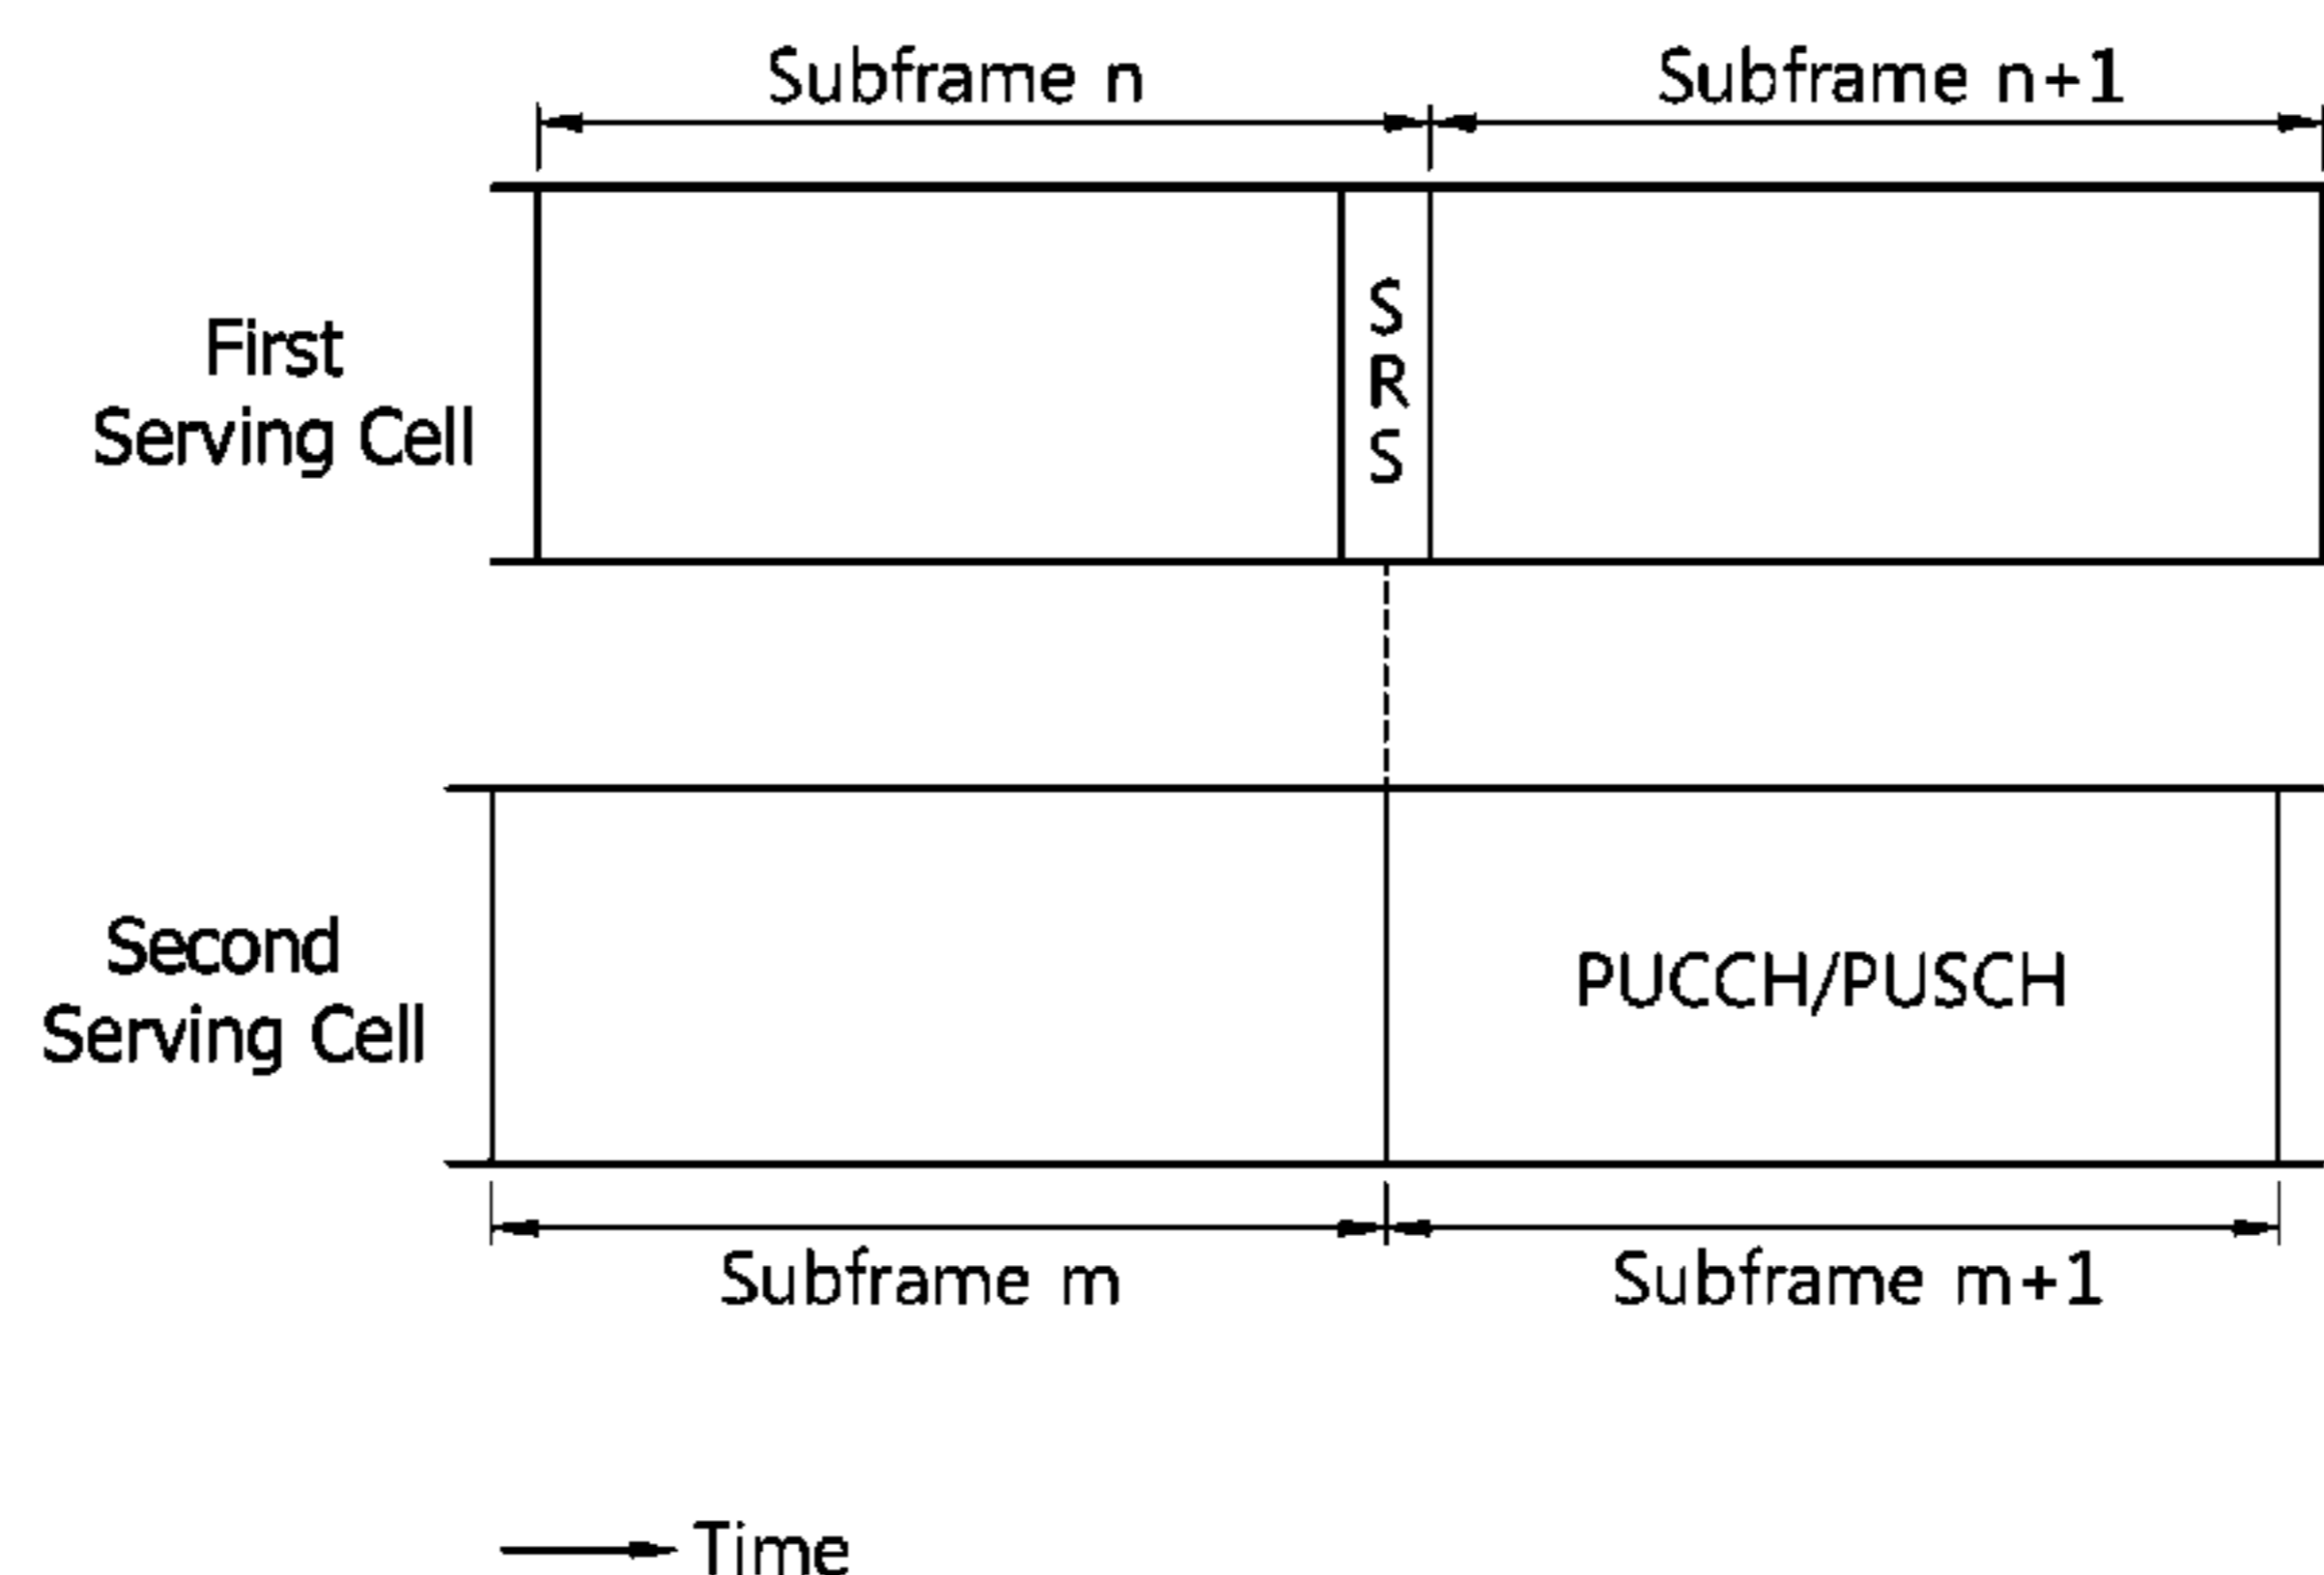 Subframe n
Subframe n+1
First
Serving Cell
S
R
S
Second
Serving Cell
PUCCH/PUSCH
Subframe m
Subframe m+1
Time